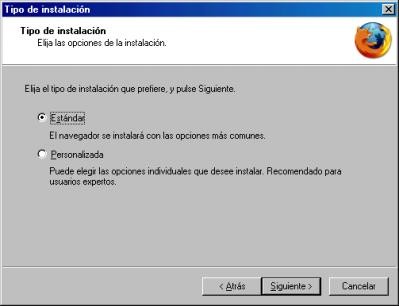 Tipo de instalación
Tipo de instalación
Elija las opciones de la instalación.
Elija el tipo de instalación que prefiere, y pulse Siguiente.
Estándar
El navegador se instalará con las opciones más comunes.
Personalizada
Puede elegir las opciones individuales que desee instalar. Recomendado para
usuarios expertos.
< Atrás
Siguiente >
Cancelar